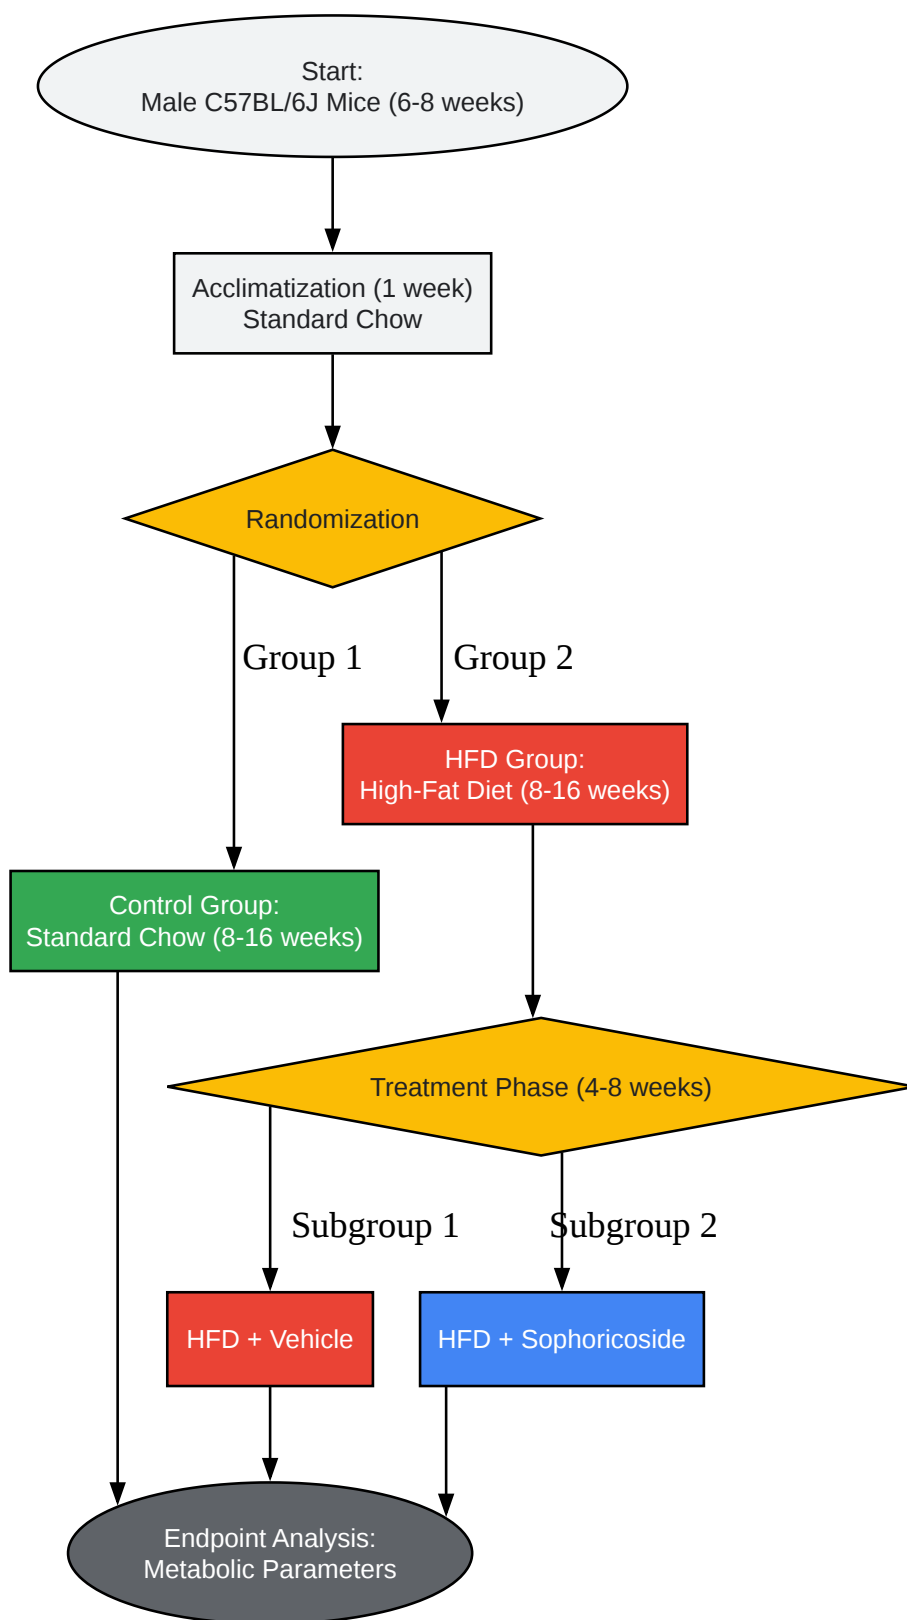 Start:
Male C57BL/6J Mice (6-8 weeks)
Acclimatization (1 week)
Standard Chow
Randomization
Group 1
Group 2
HFD Group:
High-Fat Diet (8-16 weeks)
Control Group:
Standard Chow (8-16 weeks)
Treatment Phase (4-8 weeks)
Subgroup 1
Subgroup 2
HFD + Vehicle
HFD + Sophoricoside
Endpoint Analysis:
Metabolic Parameters